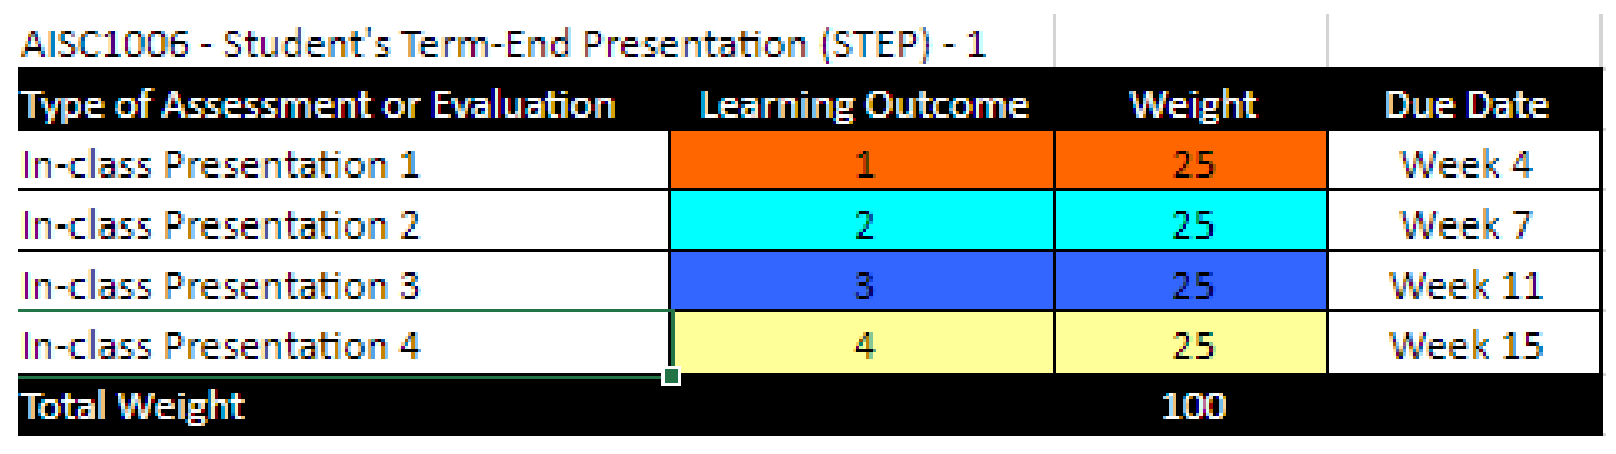 AISC1006 - Student's Term-End Presentation (STEP) - 1
Type of Assessment or Evaluation Learning Outcome Weight Due Date
In-class Presentation 1 1 25 Week 4
In-class Presentation 2 2 25 Week 7
In-class Presentation 3 3 25 Week 11
In-class Presentation 4 4 25 Week 15
Total Weight 100